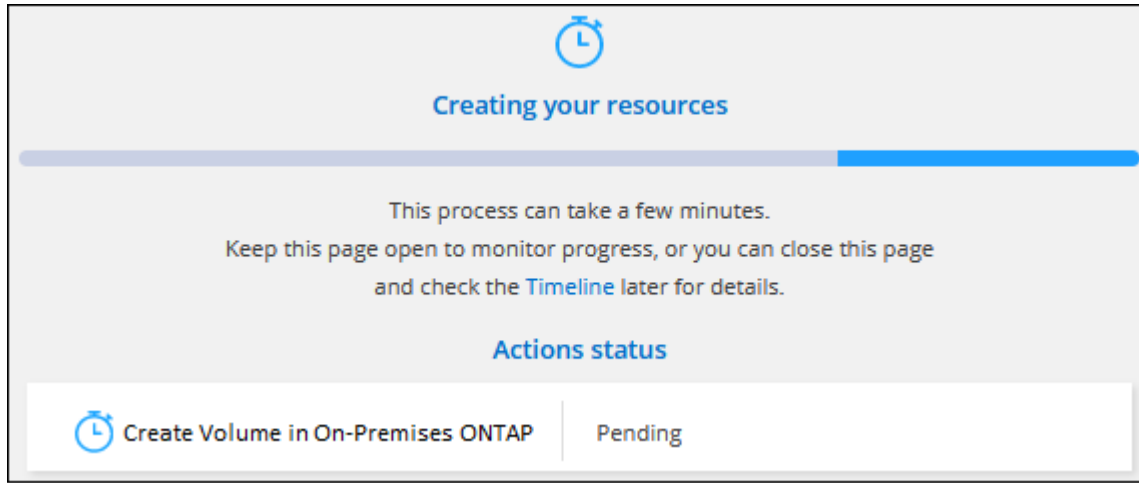 Creating your resources
This process can take a few minutes.
Keep this page open to monitor progress, or you can close this page
and check the Timeline later for details.
Actions status
Create Volume in On-Premises ONTAP Pending